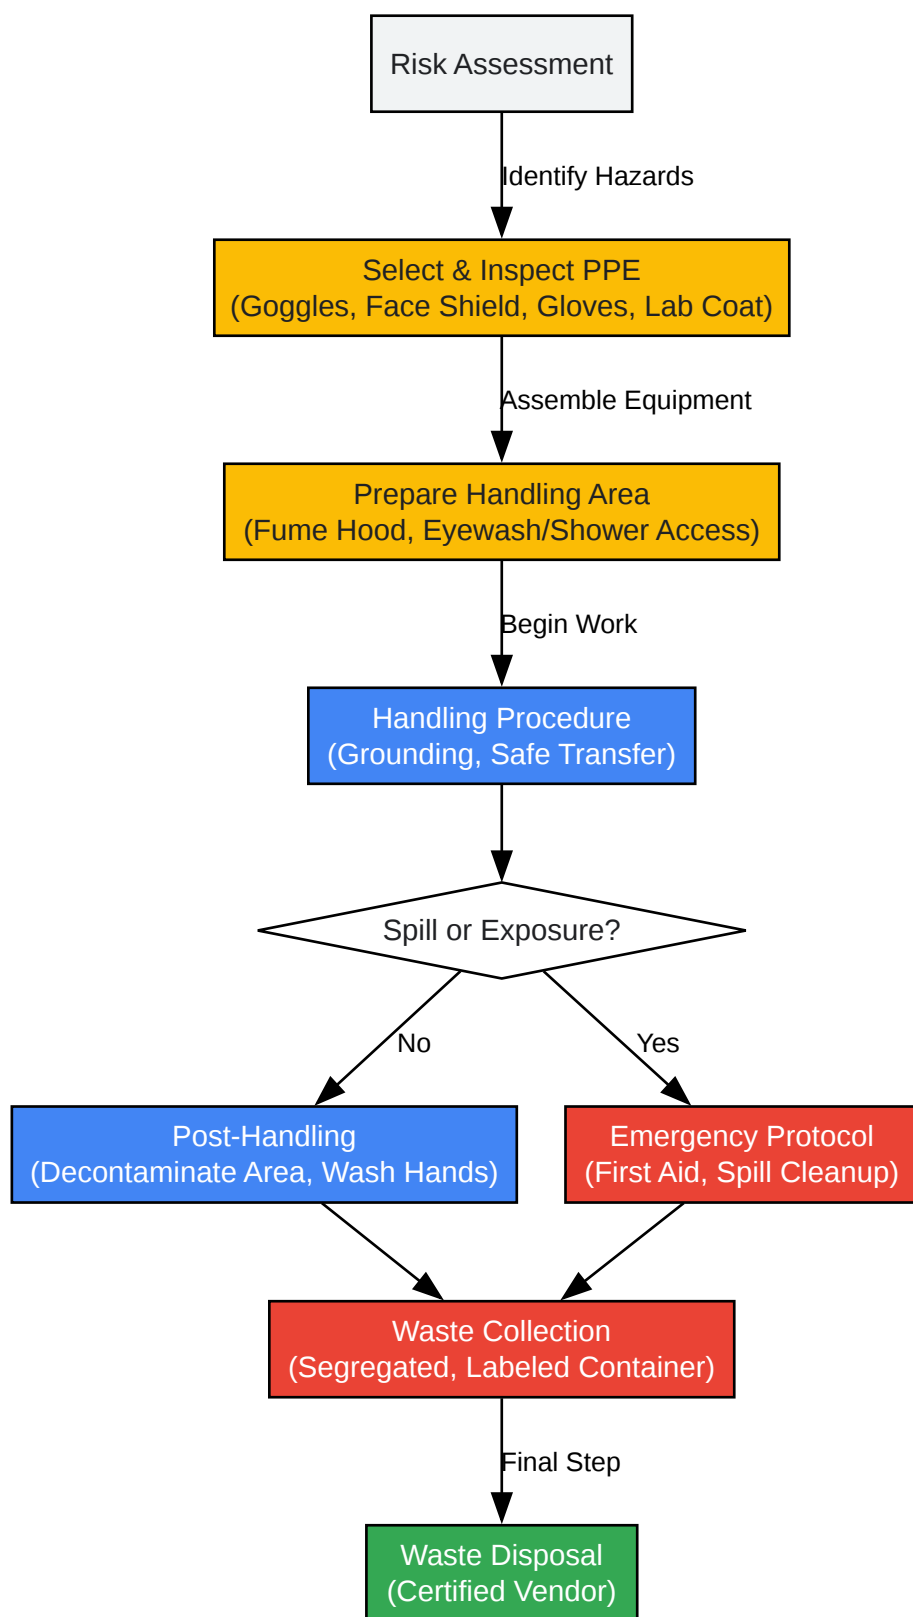 Risk Assessment
Identify Hazards
Select & Inspect PPE
(Goggles, Face Shield, Gloves, Lab Coat)
Assemble Equipment
Prepare Handling Area
(Fume Hood, Eyewash/Shower Access)
Begin Work
Handling Procedure
(Grounding, Safe Transfer)
Spill or Exposure?
No
Yes
Post-Handling
(Decontaminate Area, Wash Hands)
Emergency Protocol
(First Aid, Spill Cleanup)
Waste Collection
(Segregated, Labeled Container)
Final Step
Waste Disposal
(Certified Vendor)